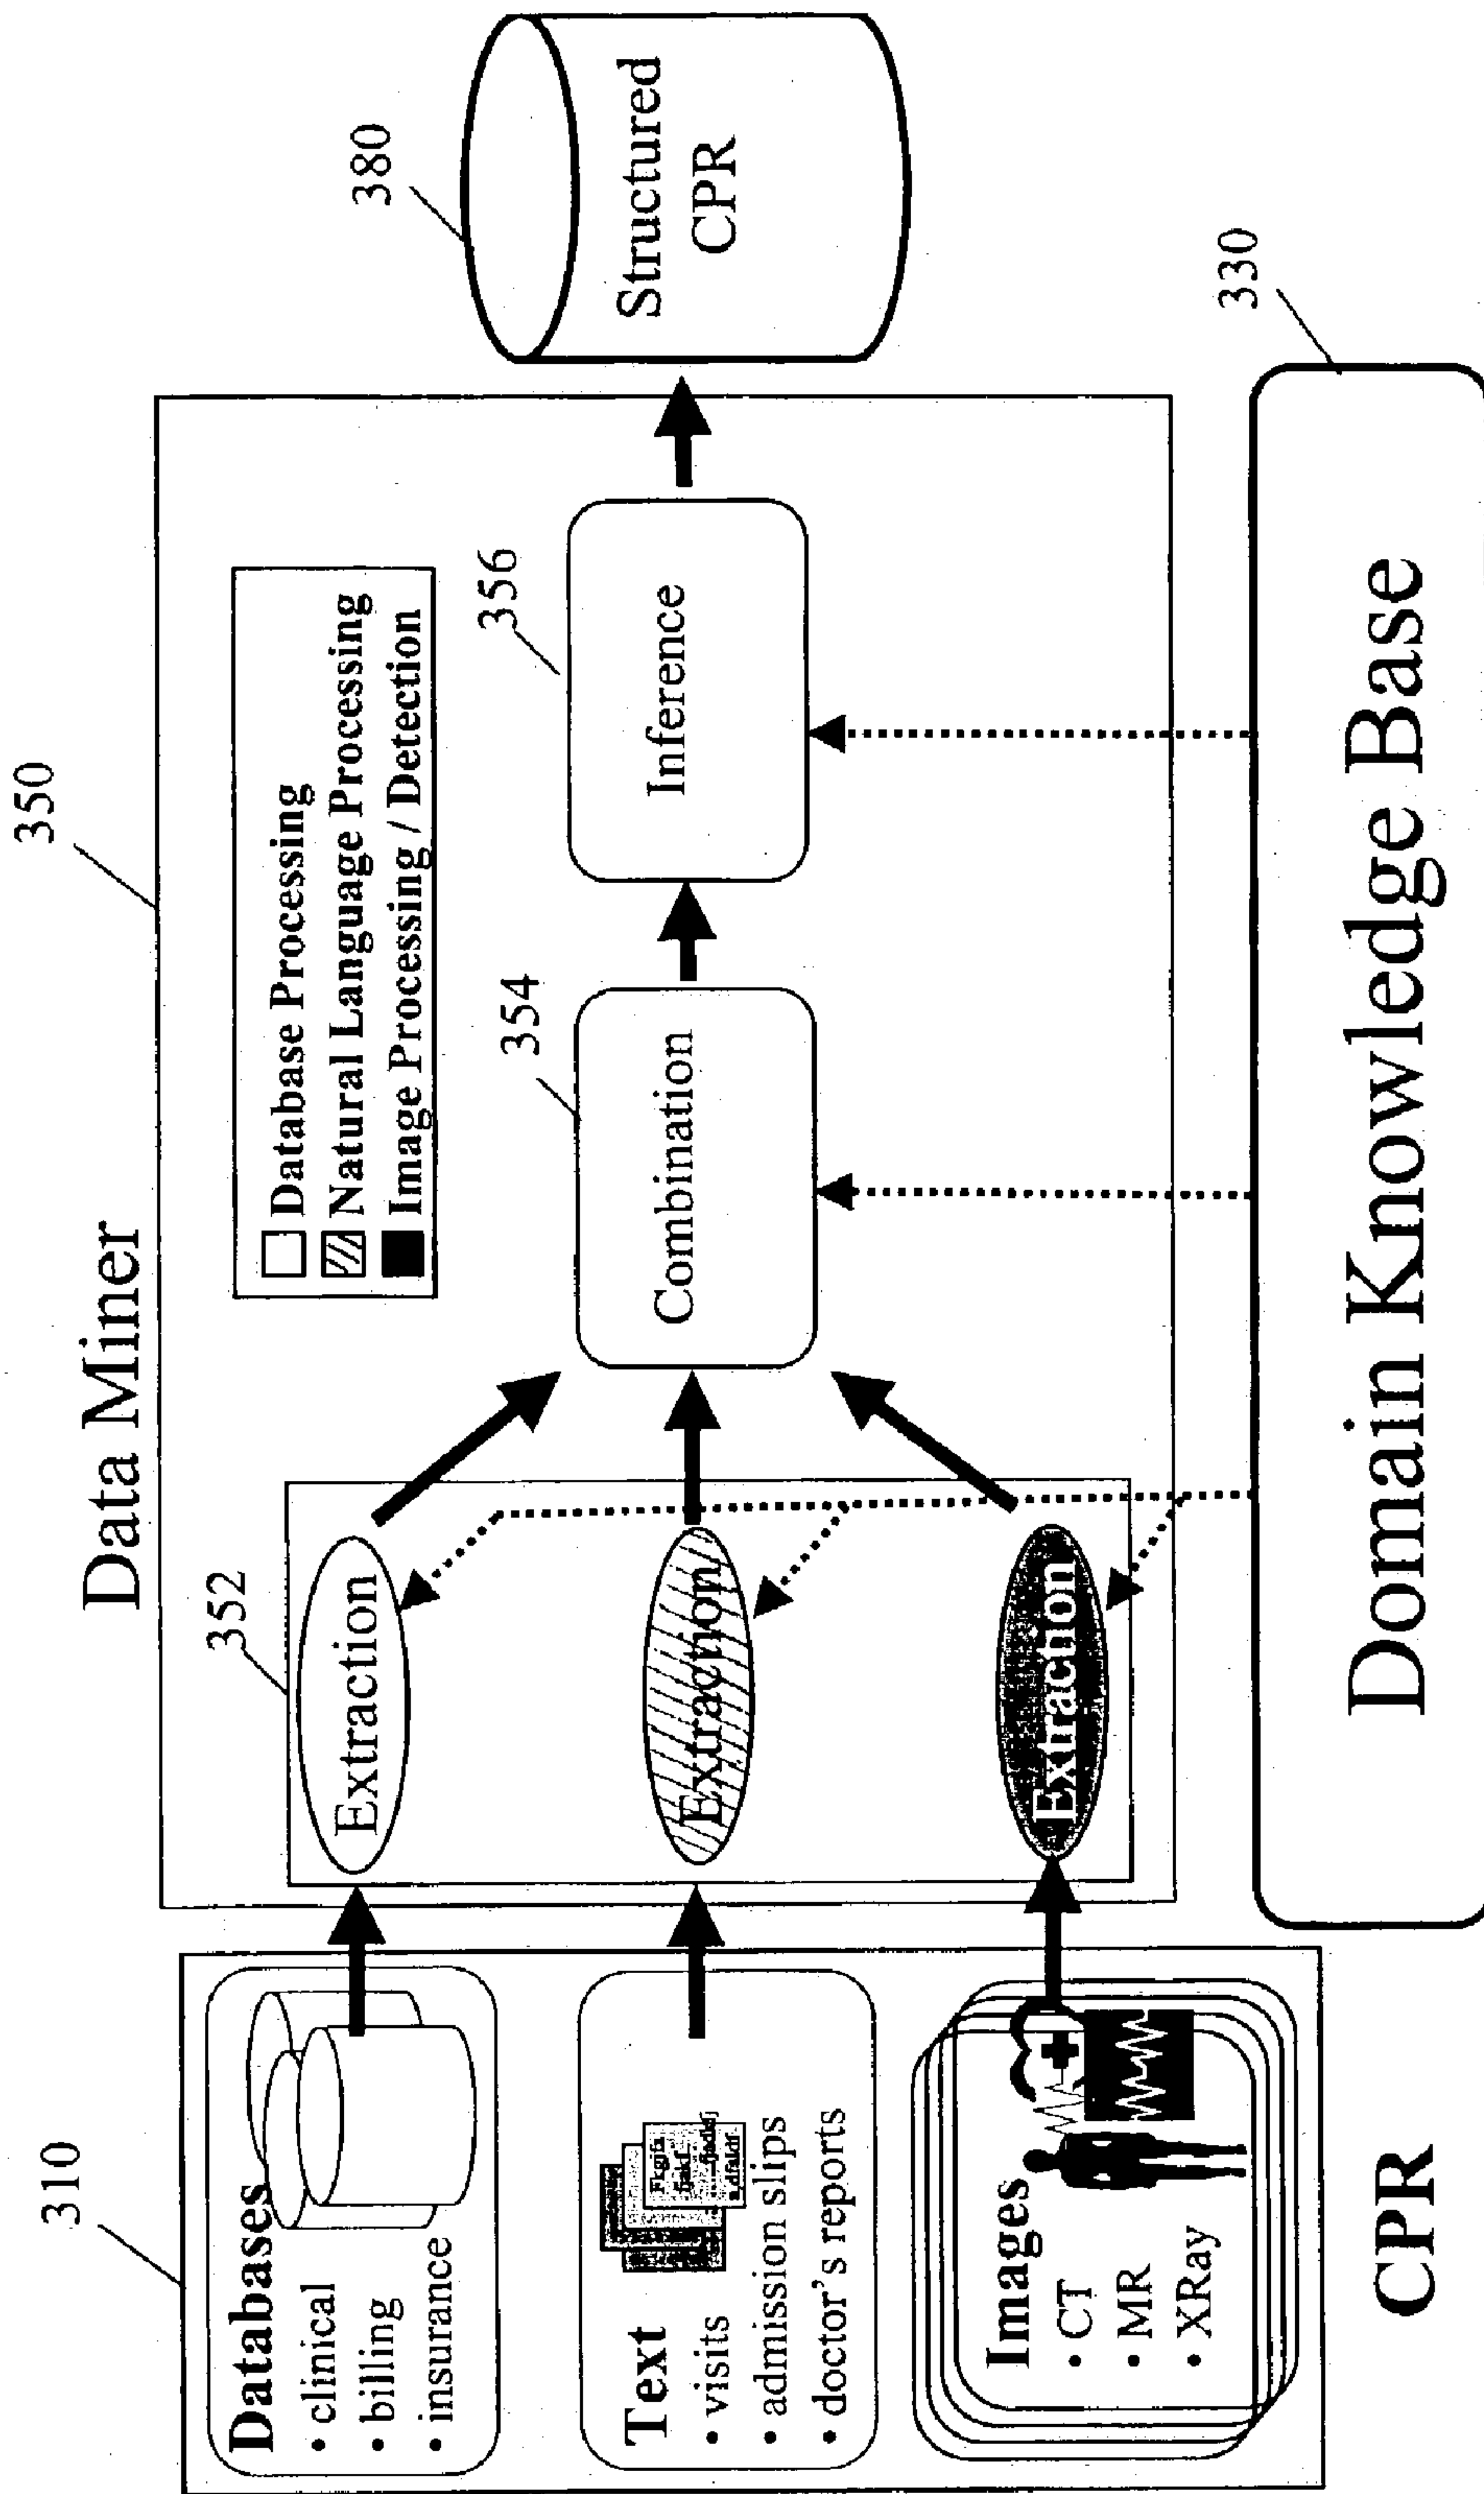 Data Miner
350
310
Databases
• clinical
• billing
• insurance
Text
• visits
• admission slips
• doctor's reports
Images
• CT
• MR
• XRay
CPR
352
Extraction
Extraction
Extraction
Database Processing
Natural Language Processing
Image Processing / Detection
354
Combination
356
Inference
380
Structured
CPR
330
Domain Knowledge Base